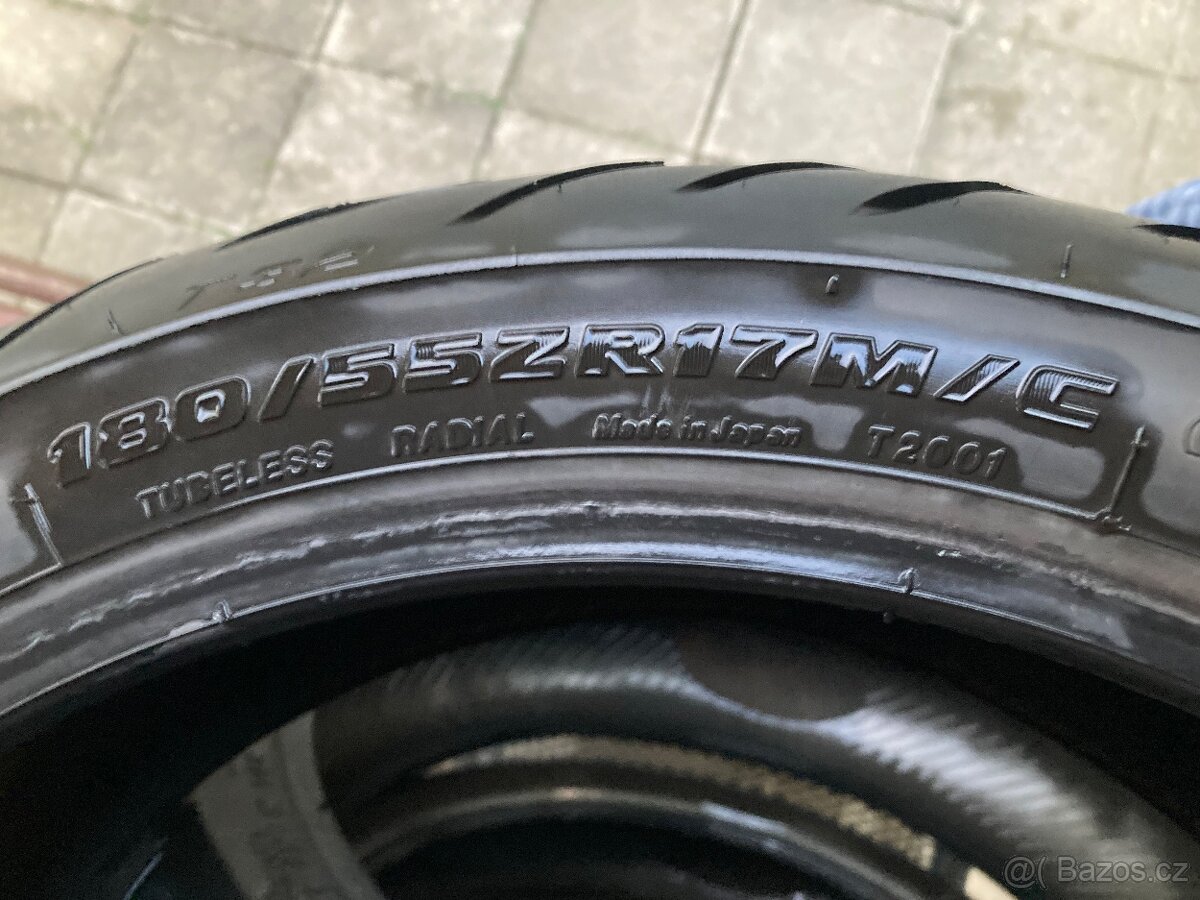 180/55ZR17M/C
TUBELESS RADIAL Made in Japan T2001
@( Bazos.cz